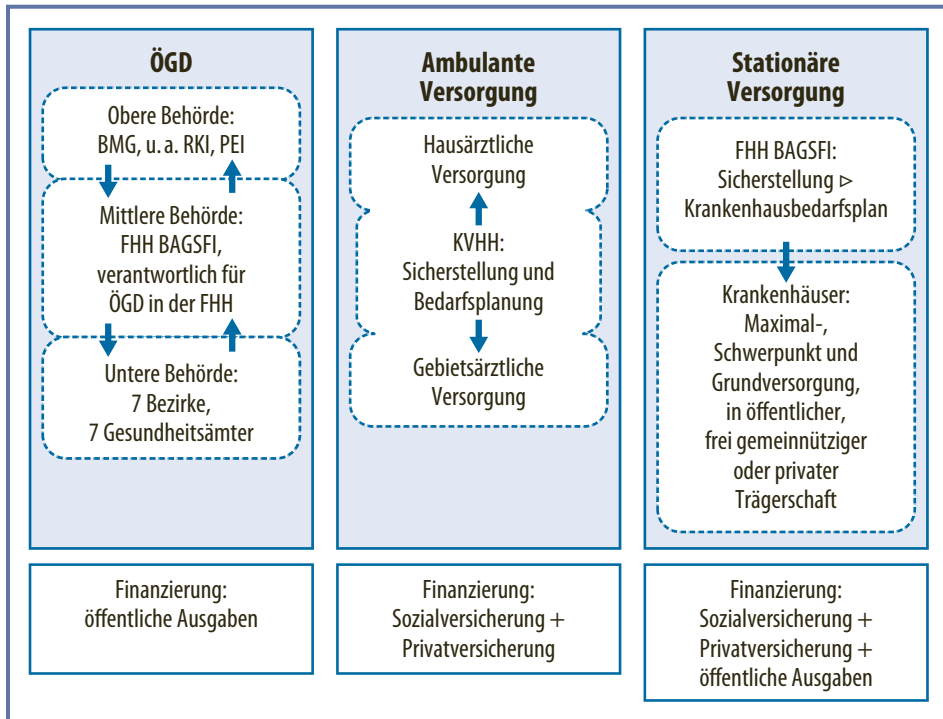 ÖGD
Obere Behörde:
BMG, u. a. RKI, PEI
Mittlere Behörde:
FHH BAGSFI,
verantwortlich für
ÖGD in der FHH
Untere Behörde:
7 Bezirke,
7 Gesundheitsämter
Finanzierung:
öffentliche Ausgaben
Ambulante
Versorgung
Hausärztliche
Versorgung
KVHH:
Sicherstellung und
Bedarfsplanung
Gebietsärztliche
Versorgung
Finanzierung:
Sozialversicherung +
Privatversicherung
Stationäre
Versorgung
FHH BAGSFI:
Sicherstellung ▷
Krankenhausbedarfsplan
Krankenhäuser:
Maximal-,
Schwerpunkt und
Grundversorgung,
in öffentlicher,
frei gemeinnütziger
oder privater
Trägerschaft
Finanzierung:
Sozialversicherung +
Privatversicherung +
öffentliche Ausgaben